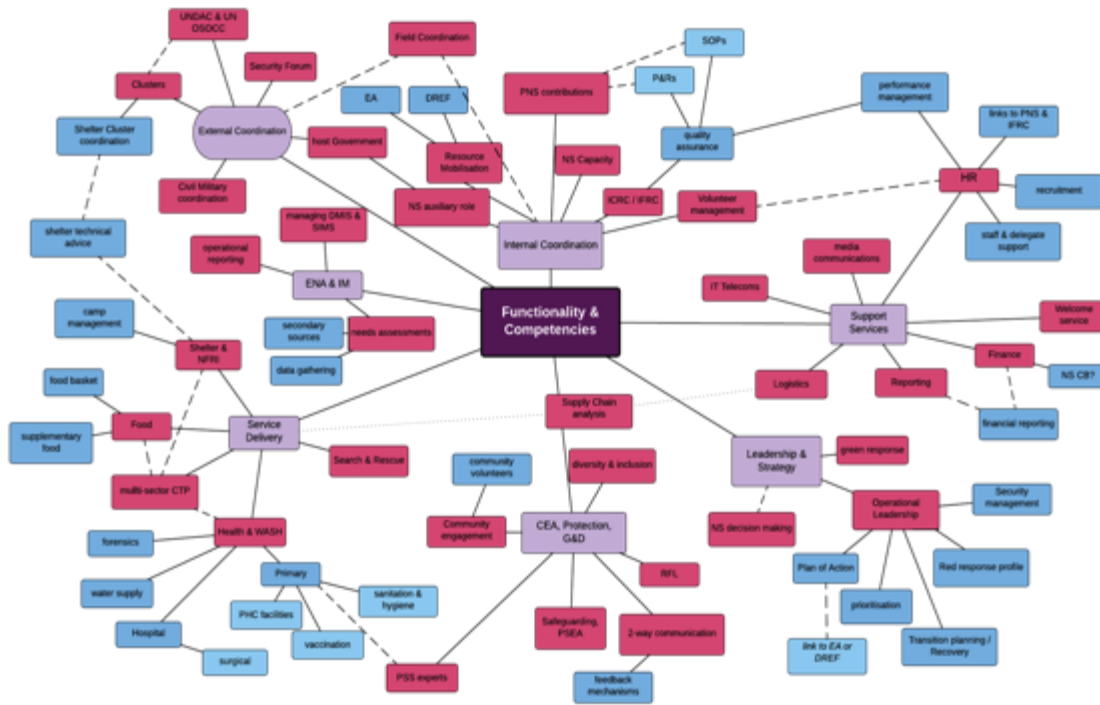 UNDAC & UN
OSOCC
Field Coordination
SOPs
Security Forum
Clusters
P&Rs
EA
DREF
PNS contributions
performance
management
links to PNS &
IFRC
Shelter Cluster
coordination
External Coordination
host Government
quality
assurance
Resource
Mobilisation
NS Capacity
HR
recruitment
Civil Military
coordination
NS auxiliary role
ICRC / IFRC
Volunteer
management
managing DMIS &
SIMS
shelter technical
advice
operational
reporting
Internal Coordination
staff & delegate
support
media
communications
ENA & IM
IT Telecoms
Functionality &
Competencies
camp
management
secondary
sources
needs assessments
Support
Services
Welcome
service
Shelter &
NFRI
data gathering
Finance
food basket
Logistics
Reporting
NS CB?
Supply Chain
analysis
Food
supplementary
food
Service
Delivery
financial reporting
Search & Rescue
community
volunteers
diversity & inclusion
Leadership &
Strategy
green response
multi-sector CTP
Security
management
Operational
Leadership
Health & WASH
Community
engagement
CEA, Protection,
G&D
NS decision making
forensics
Primary
RFL
Plan of Action
Red response profile
water supply
sanitation &
hygiene
PHC facilities
prioritisation
Hospital
vaccination
Safeguarding,
PSEA
2-way communication
Transition planning /
Recovery
surgical
PSS experts
link to EA or
DREF
feedback
mechanisms